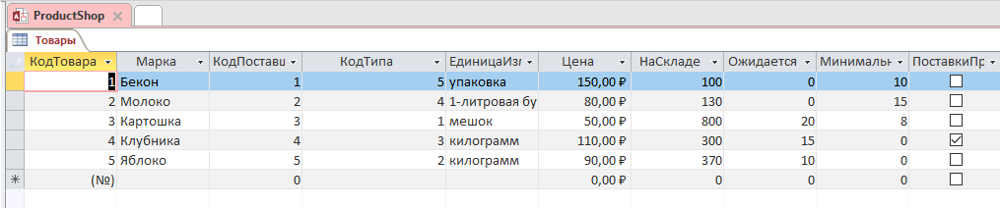 ProductShop
Товары
КодТовара Марка КодПоставщ КодТипа ЕдиницаИзм Цена НаСкладе Ожидается Минимальн ПоставкиПр
1 Бекон 1 5 упаковка 150,00 ₽ 100 0 10
2 Молоко 2 4 1-литровая бу 80,00 ₽ 130 0 15
3 Картошка 3 1 мешок 50,00 ₽ 800 20 8
4 Клубника 4 3 килограмм 110,00 ₽ 300 15 0
5 Яблоко 5 2 килограмм 90,00 ₽ 370 10 0
(№) 0 0,00 ₽ 0 0 0